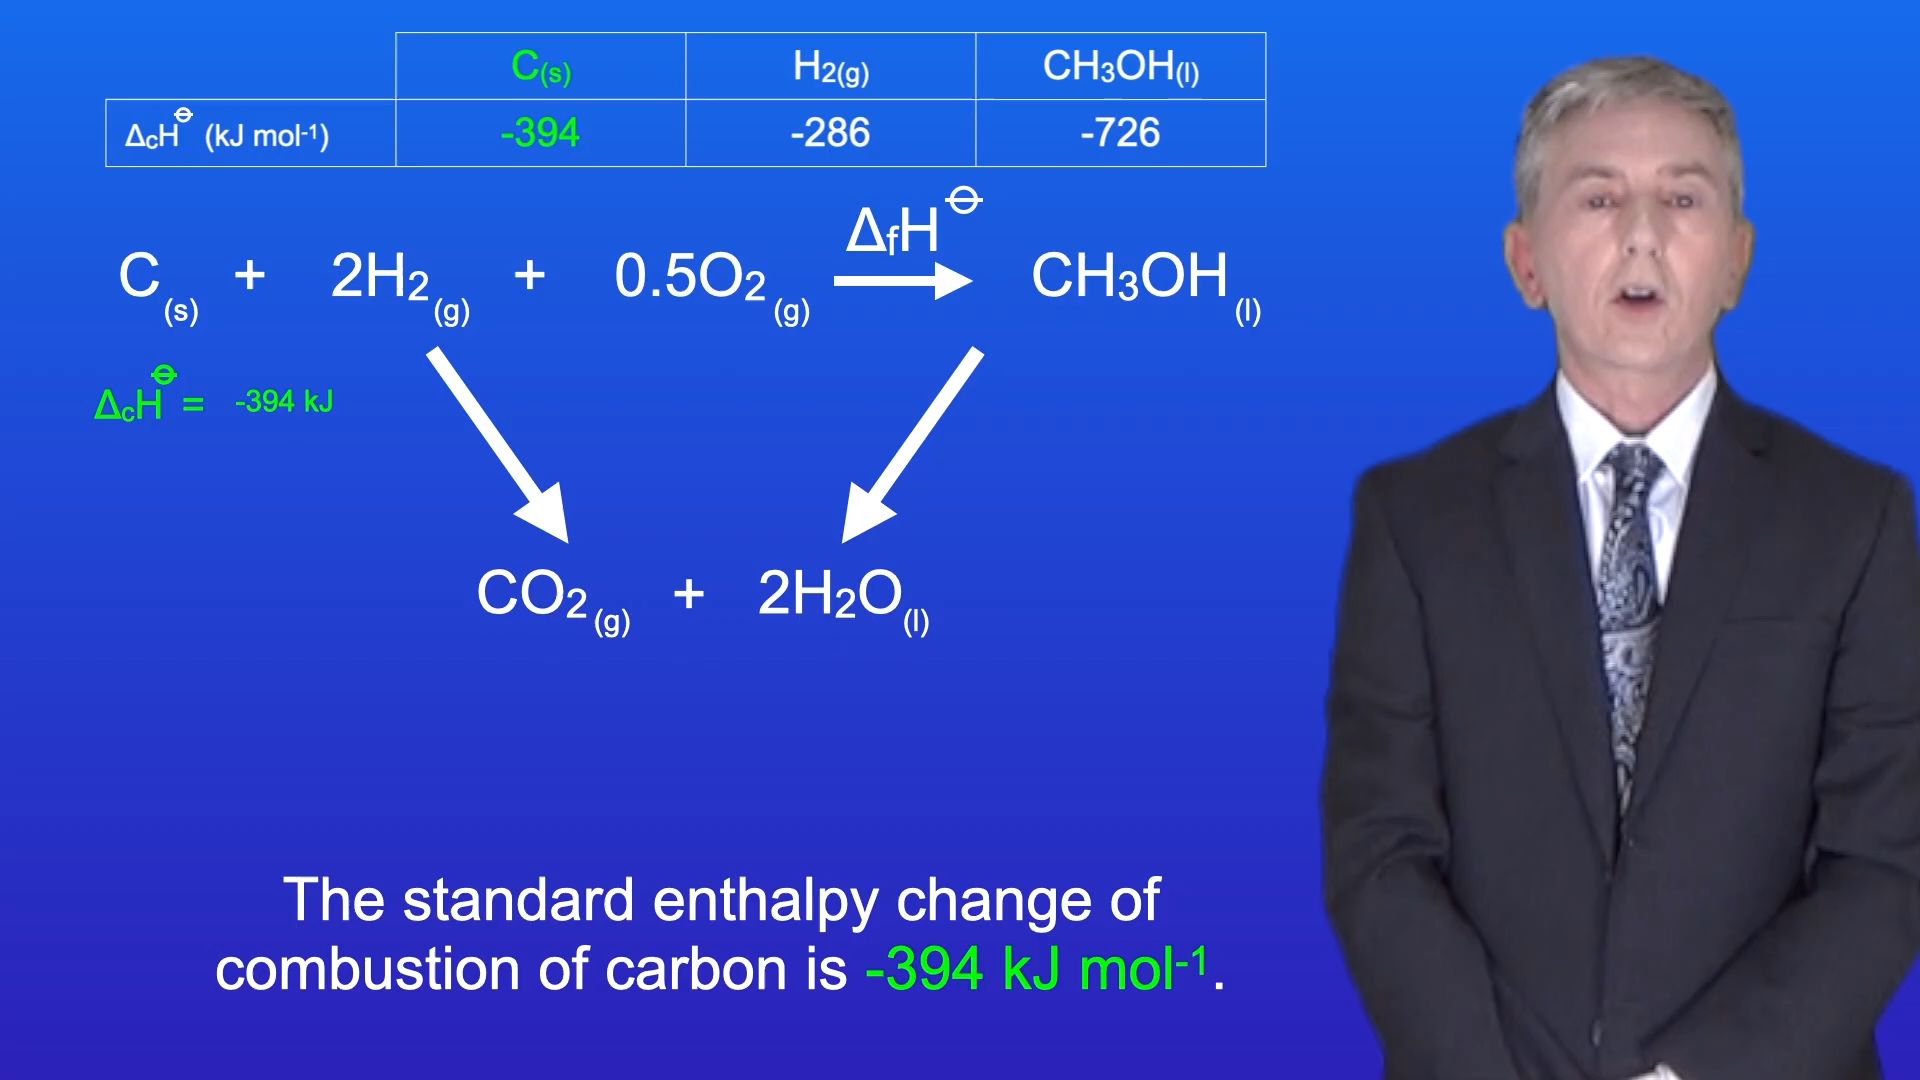 C(s) H2(g) CH3OH(l)
ΔcH⦵ (kJ mol-1) -394 -286 -726
ΔfH⦵
C(s) + 2H2(g) + 0.5O2(g) CH3OH(l)
ΔcH⦵ = -394 kJ
CO2(g) + 2H2O(l)
The standard enthalpy change of
combustion of carbon is -394 kJ mol-1.